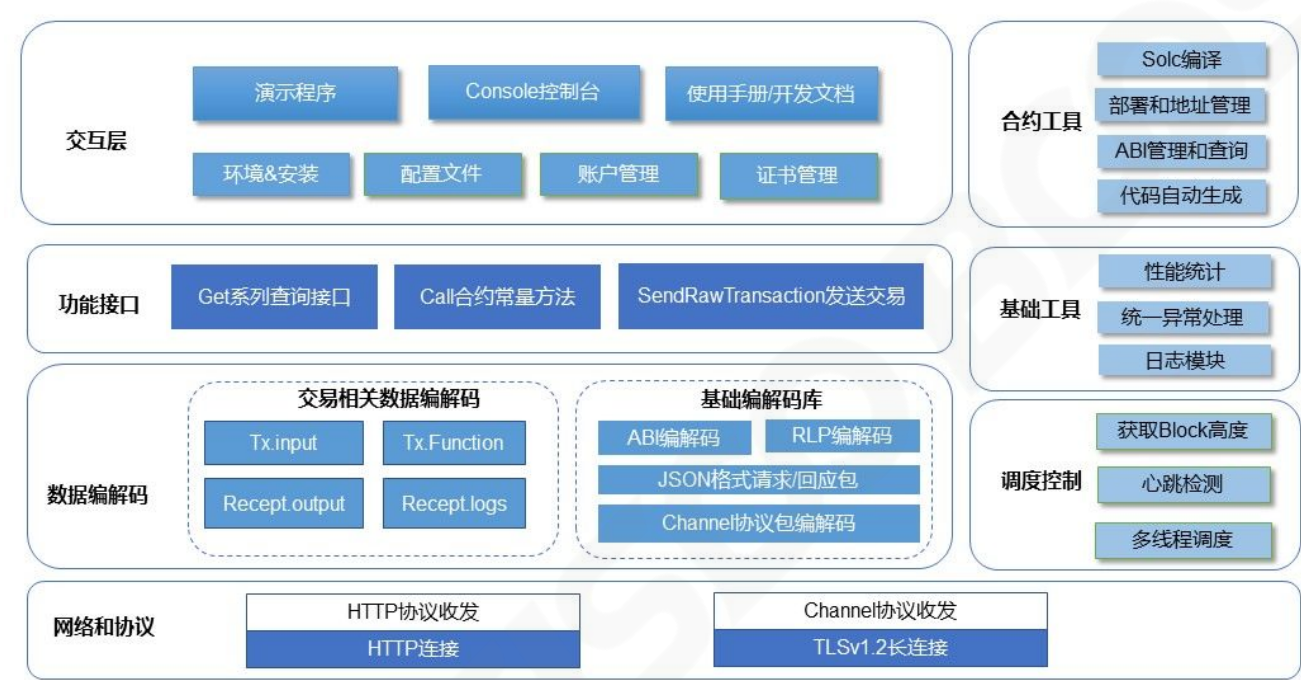 交互层
演示程序
Console控制台
使用手册/开发文档
环境&安装
配置文件
账户管理
证书管理
合约工具
Solc编译
部署和地址管理
ABI管理和查询
代码自动生成
功能接口
Get系列查询接口
Call合约常量方法
SendRawTransaction发送交易
基础工具
性能统计
统一异常处理
日志模块
数据编解码
交易相关数据编解码
Tx.input
Tx.Function
Recept.output
Recept.logs
基础编解码库
ABI编解码
RLP编解码
JSON格式请求/回应包
Channel协议包编解码
调度控制
获取Block高度
心跳检测
多线程调度
网络和协议
HTTP协议收发
HTTP连接
Channel协议收发
TLSv1.2长连接